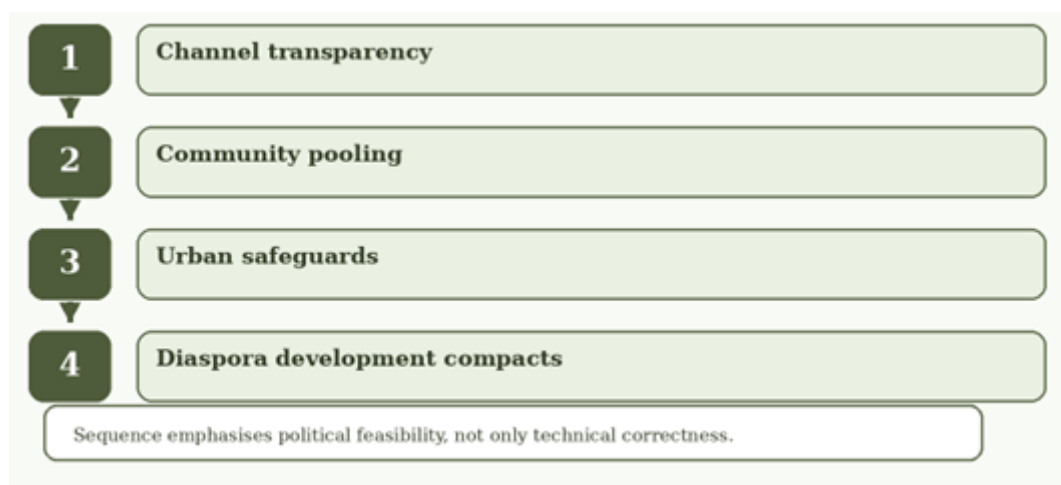 1
Channel transparency
2
Community pooling
3
Urban safeguards
4
Diaspora development compacts
Sequence emphasises political feasibility, not only technical correctness.